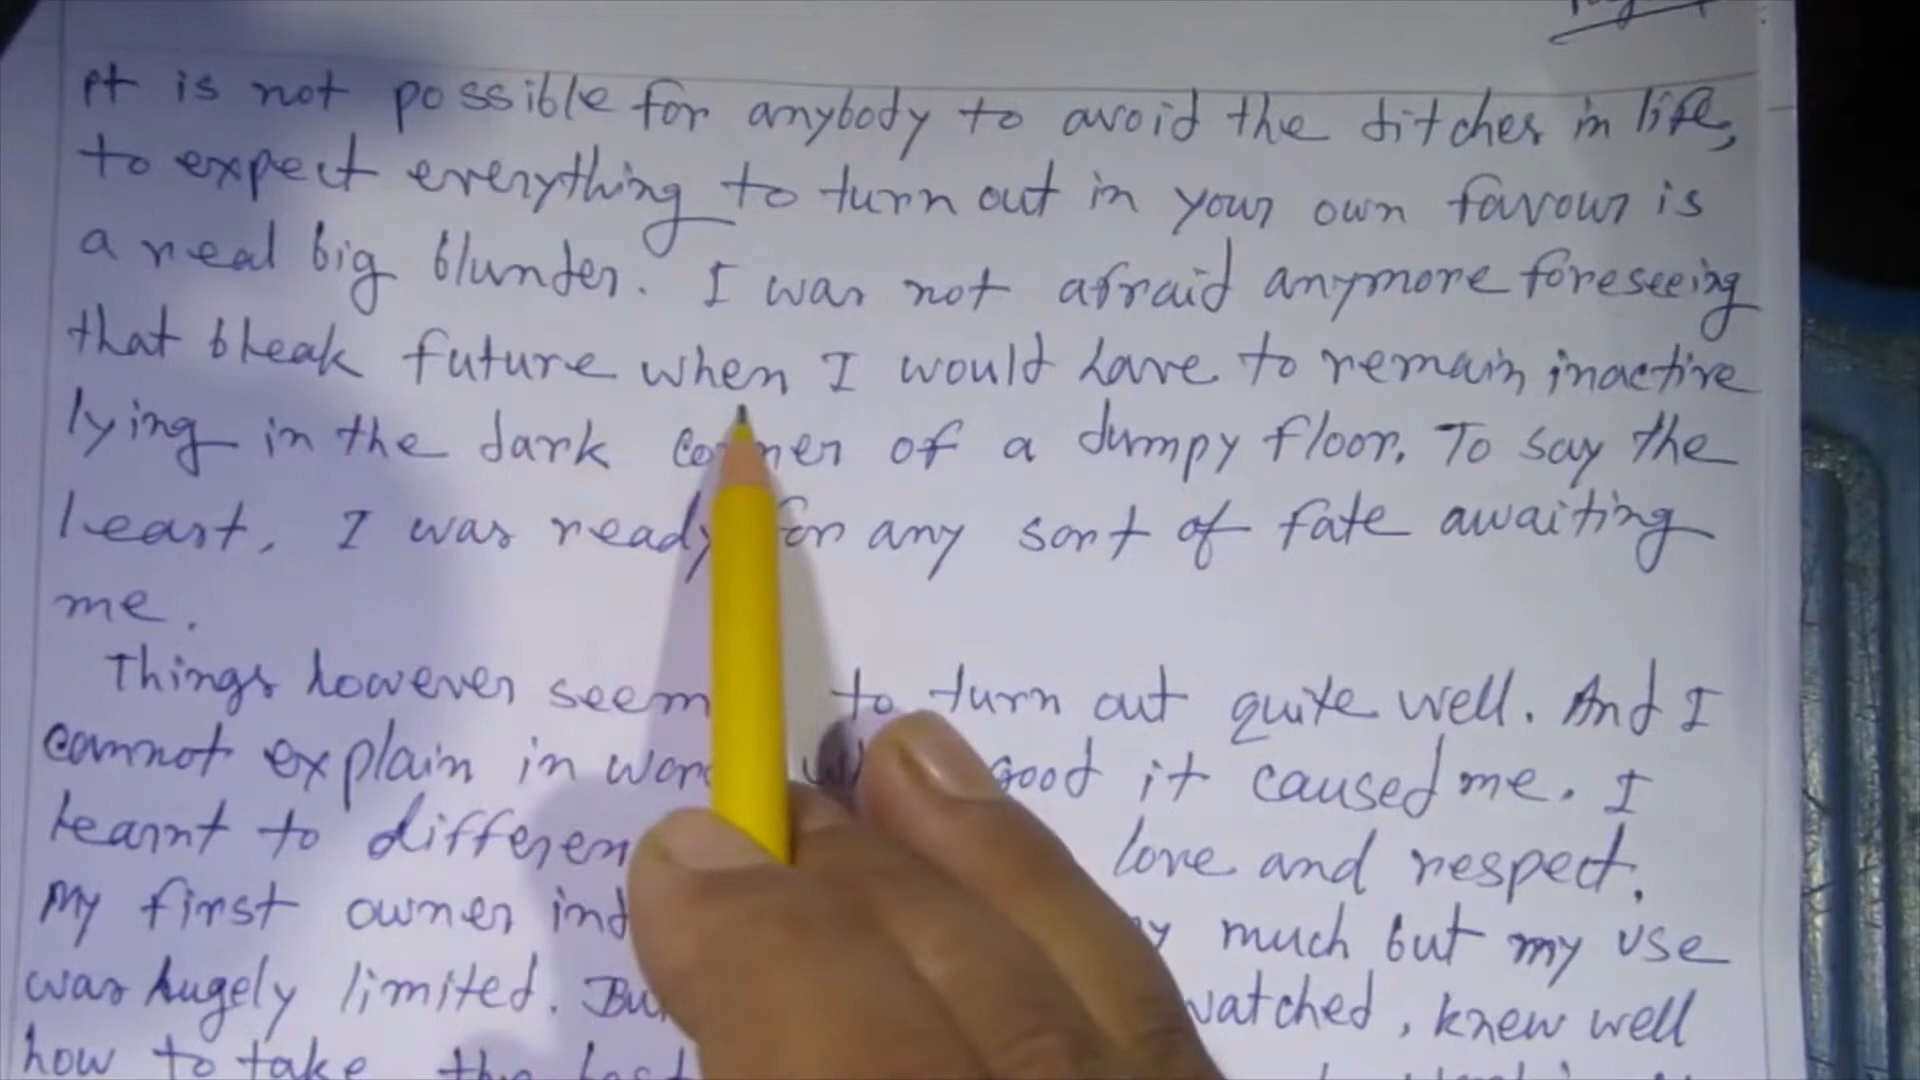 It is not possible for anybody to avoid the ditches in life,
to expect everything to turn out in your own favour is
a real big blunder. I was not afraid anymore foreseeing
that bleak future when I would have to remain inactive
lying in the dark corner of a dumpy floor. To say the
least, I was ready for any sort of fate awaiting
me.
Things however seem to turn out quite well. And I
cannot explain in good it caused me. I
learnt to love and respect.
My first owner much but my use
was hugely limited. watched, knew well
how to take the